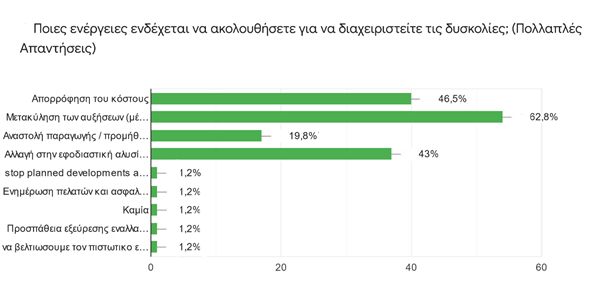 Ποιες ενέργειες ενδέχεται να ακολουθήσετε για να διαχειριστείτε τις δυσκολίες; (Πολλαπλές
Απαντήσεις)
Απορρόφηση του κόστους 46,5%
Μετακύληση των αυξήσεων (μέ… 62,8%
Αναστολή παραγωγής / προμήθ… 19,8%
Αλλαγή στην εφοδιαστική αλυσί… 43%
stop planned developments a… 1,2%
Ενημέρωση πελατών και ασφαλ… 1,2%
Καμία 1,2%
Προσπάθεια εξεύρεσης εναλλα… 1,2%
να βελτιωσουμε τον πιστωτικο ε… 1,2%
0 20 40 60